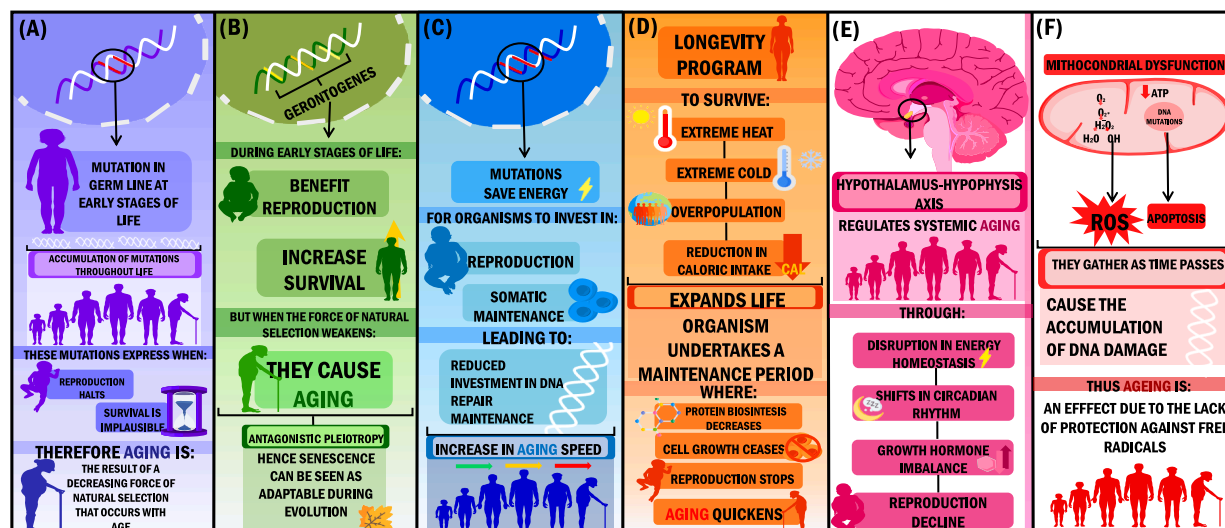 (A)
MUTATION IN
GERM LINE AT
EARLY STAGES OF
LIFE
ACCUMULATION OF MUTATIONS
THROUGHOUT LIFE
THESE MUTATIONS EXPRESS WHEN:
REPRODUCTION
HALTS
SURVIVAL IS
IMPLAUSIBLE
THEREFORE AGING IS:
THE RESULT OF A
DECREASING FORCE OF
NATURAL SELECTION
THAT OCCURS WITH
AGE
(B)
GERONTOGENES
DURING EARLY STAGES OF LIFE:
BENEFIT
REPRODUCTION
INCREASE
SURVIVAL
BUT WHEN THE FORCE OF NATURAL
SELECTION WEAKENS:
THEY CAUSE
AGING
ANTAGONISTIC PLEIOTROPY
HENCE SENESCENCE
CAN BE SEEN AS
ADAPTABLE DURING
EVOLUTION
(C)
MUTATIONS
SAVE ENERGY
FOR ORGANISMS TO INVEST IN:
REPRODUCTION
SOMATIC
MAINTENANCE
LEADING TO:
REDUCED
INVESTMENT IN DNA
REPAIR
MAINTENANCE
INCREASE IN AGING SPEED
(D)
LONGEVITY
PROGRAM
TO SURVIVE:
EXTREME HEAT
EXTREME COLD
OVERPOPULATION
REDUCTION IN
CALORIC INTAKE
CAL
EXPANDS LIFE
ORGANISM
UNDERTAKES A
MAINTENANCE PERIOD
WHERE:
PROTEIN BIOSINTESIS
DECREASES
CELL GROWTH CEASES
REPRODUCTION STOPS
AGING QUICKENS
(E)
HYPOTHALAMUS-HYPOPHYSIS
AXIS
REGULATES SYSTEMIC AGING
THROUGH:
DISRUPTION IN ENERGY
HOMEOSTASIS
SHIFTS IN CIRCADIAN
RHYTHM
GROWTH HORMONE
IMBALANCE
REPRODUCTION
DECLINE
(F)
MITHOCONDRIAL DYSFUNCTION
ATP
O₂
O₂•
H₂O₂
H₂O OH
DNA
MUTATIONS
ROS
APOPTOSIS
THEY GATHER AS TIME PASSES
CAUSE THE
ACCUMULATION
OF DNA DAMAGE
THUS AGEING IS:
AN EFFFECT DUE TO THE LACK
OF PROTECTION AGAINST FREE
RADICALS